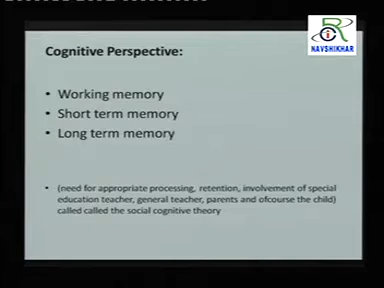 Cognitive Perspective:
NAVSHIKHAR
• Working memory
• Short term memory
• Long term memory
• (need for appropriate processing, retention, involvement of special
education teacher, general teacher, parents and ofcourse the child)
called called the social cognitive theory